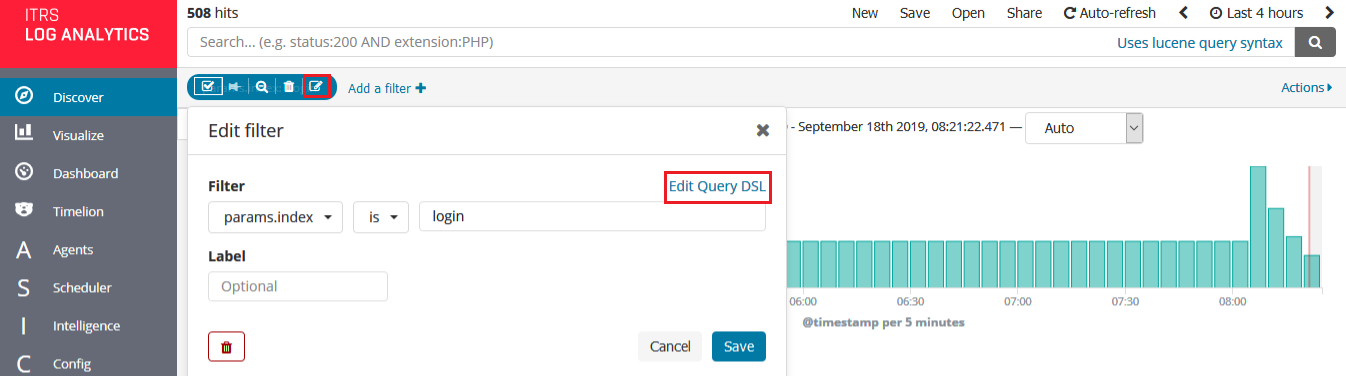 ITRS
LOG ANALYTICS
508 hits
New Save Open Share Auto-refresh Last 4 hours
Search... (e.g. status:200 AND extension:PHP)
Uses lucene query syntax
Add a filter
Actions
Discover
Visualize
Dashboard
Timelion
A Agents
S Scheduler
I Intelligence
C Config
Edit filter
- September 18th 2019, 08:21:22.471 —
Auto
Filter
Edit Query DSL
params.index is login
Label
Optional
Cancel Save
06:00 06:30 07:00 07:30 08:00
@timestamp per 5 minutes